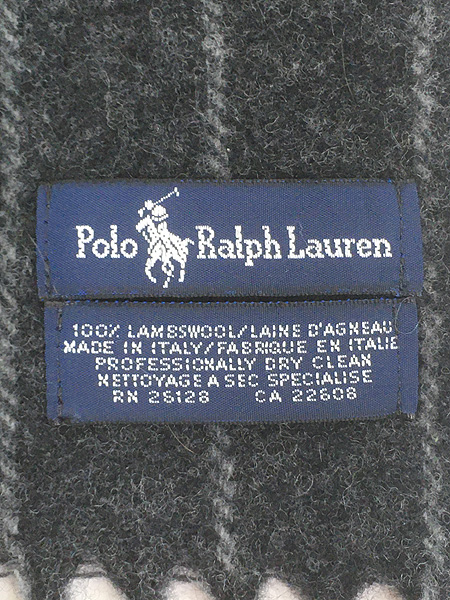 Polo Ralph Lauren
100% LAMBSWOOL/LAINE D'AGNEAU
MADE IN ITALY/FABRIQUE EN ITALIE
PROFESSIONALLY DRY CLEAN
NETTOYAGE A SEC SPECIALISE
RN 26128 CA 22608